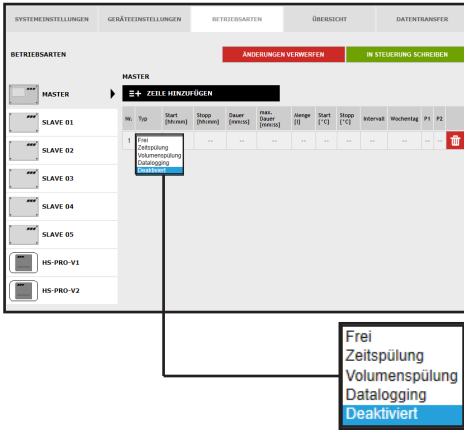 SYSTEMEINSTELLUNGEN GERÄTEEINSTELLUNGEN BETRIEBSARTEN ÜBERSICHT DATENTRANSFER
BETRIEBSARTEN ÄNDERUNGEN VERWERFEN IN STEUERUNG SCHREIBEN
MASTER
MASTER
ZEILE HINZUFÜGEN
SLAVE 01
SLAVE 02
SLAVE 03
SLAVE 04
SLAVE 05
HS-PRO-V1
HS-PRO-V2
Nr. Typ Start [hh:mm] Stopp [hh:mm] Dauer [mm:ss] max. Dauer [mm:ss] Menge [l] Start [°C] Stopp [°C] Intervall Wochentag P1 P2
1 -- -- -- -- -- -- -- -- -- -- --
Frei
Zeitspülung
Volumenspülung
Datalogging
Deaktiviert
Frei
Zeitspülung
Volumenspülung
Datalogging
Deaktiviert